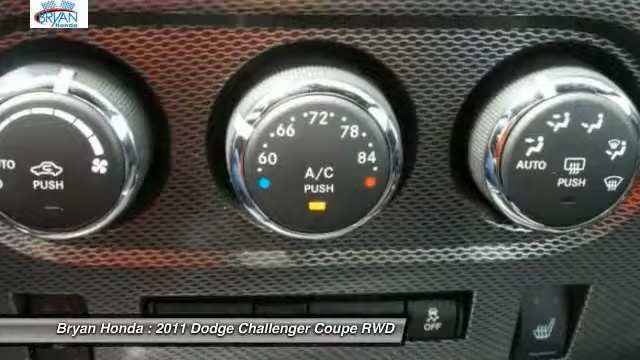 BRYAN
Honda
72
66
78
60
84
A/C
PUSH
PUSH
AUTO
PUSH
OFF
Bryan Honda : 2011 Dodge Challenger Coupe RWD